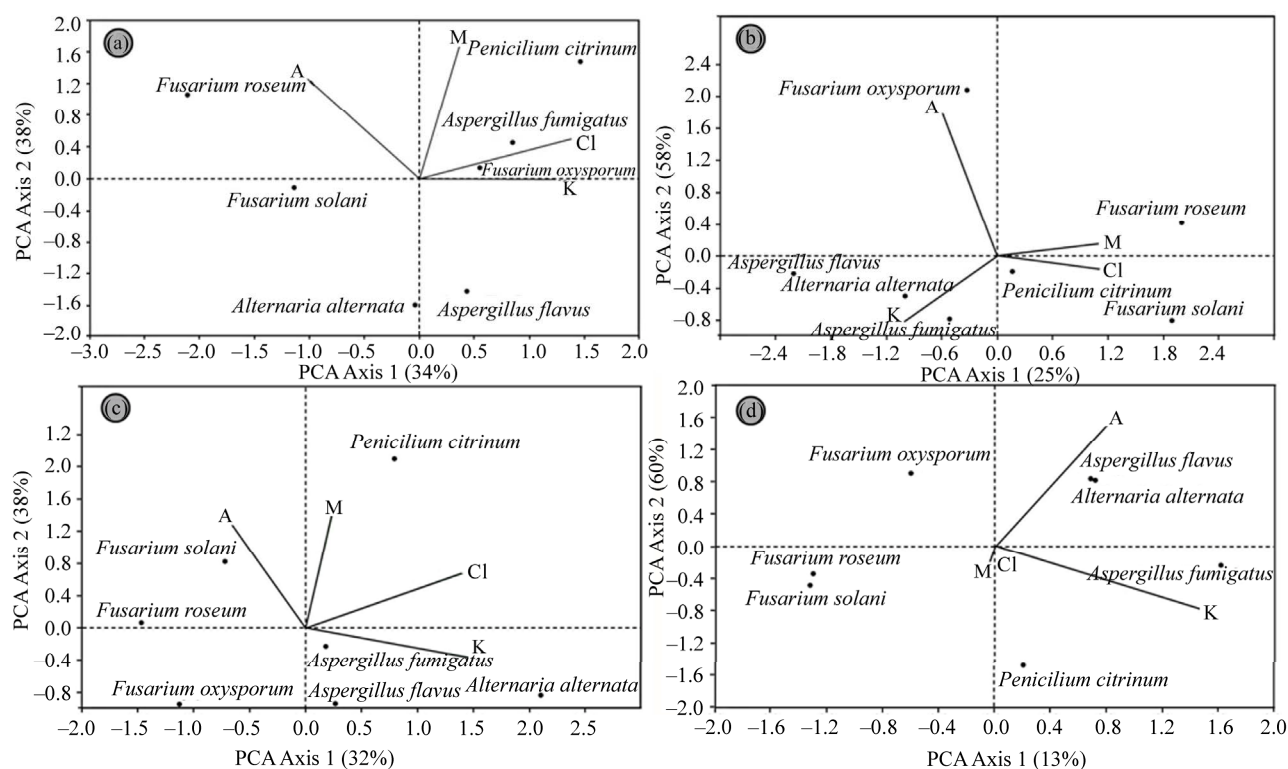 (a)
2.0
1.6
1.2
0.8
0.4
0.0
−0.4
−0.8
−1.2
−1.6
−2.0
PCA Axis 2 (38%)
M
Penicilium citrinum
A
Fusarium roseum
Aspergillus fumigatus
Cl
Fusarium oxysporum
K
Fusarium solani
Alternaria alternata
Aspergillus flavus
−3.0 −2.5 −2.0 −1.5 −1.0 −0.5 0.0 0.5 1.0 1.5 2.0
PCA Axis 1 (34%)
(b)
2.4
2.0
1.6
1.2
0.8
0.4
0.0
−0.4
−0.8
PCA Axis 2 (58%)
Fusarium oxysporum
A
Fusarium roseum
M
Aspergillus flavus
Cl
Alternaria alternata
Penicilium citrinum
K
Fusarium solani
Aspergillus fumigatus
−2.4 −1.8 −1.2 −0.6 0.0 0.6 1.2 1.8 2.4
PCA Axis 1 (25%)
(c)
1.2
2.0
1.6
1.2
0.8
0.4
0.0
−0.4
−0.8
PCA Axis 2 (38%)
Penicilium citrinum
A
M
Fusarium solani
Cl
Fusarium roseum
K
Aspergillus fumigatus
Fusarium oxysporum
Aspergillus flavus
Alternaria alternata
−2.0 −1.5 −1.0 −0.5 0.0 0.5 1.0 1.5 2.0 2.5
PCA Axis 1 (32%)
(d)
2.0
1.6
1.2
0.8
0.4
0.0
−0.4
−0.8
−1.2
−1.6
−2.0
PCA Axis 2 (60%)
A
Fusarium oxysporum
Aspergillus flavus
Alternaria alternata
Fusarium roseum
M
Cl
Aspergillus fumigatus
Fusarium solani
K
Penicilium citrinum
−2.0 −1.6 −1.2 −0.8 −0.4 0.0 0.4 0.8 1.2 1.6 2.0
PCA Axis 1 (13%)